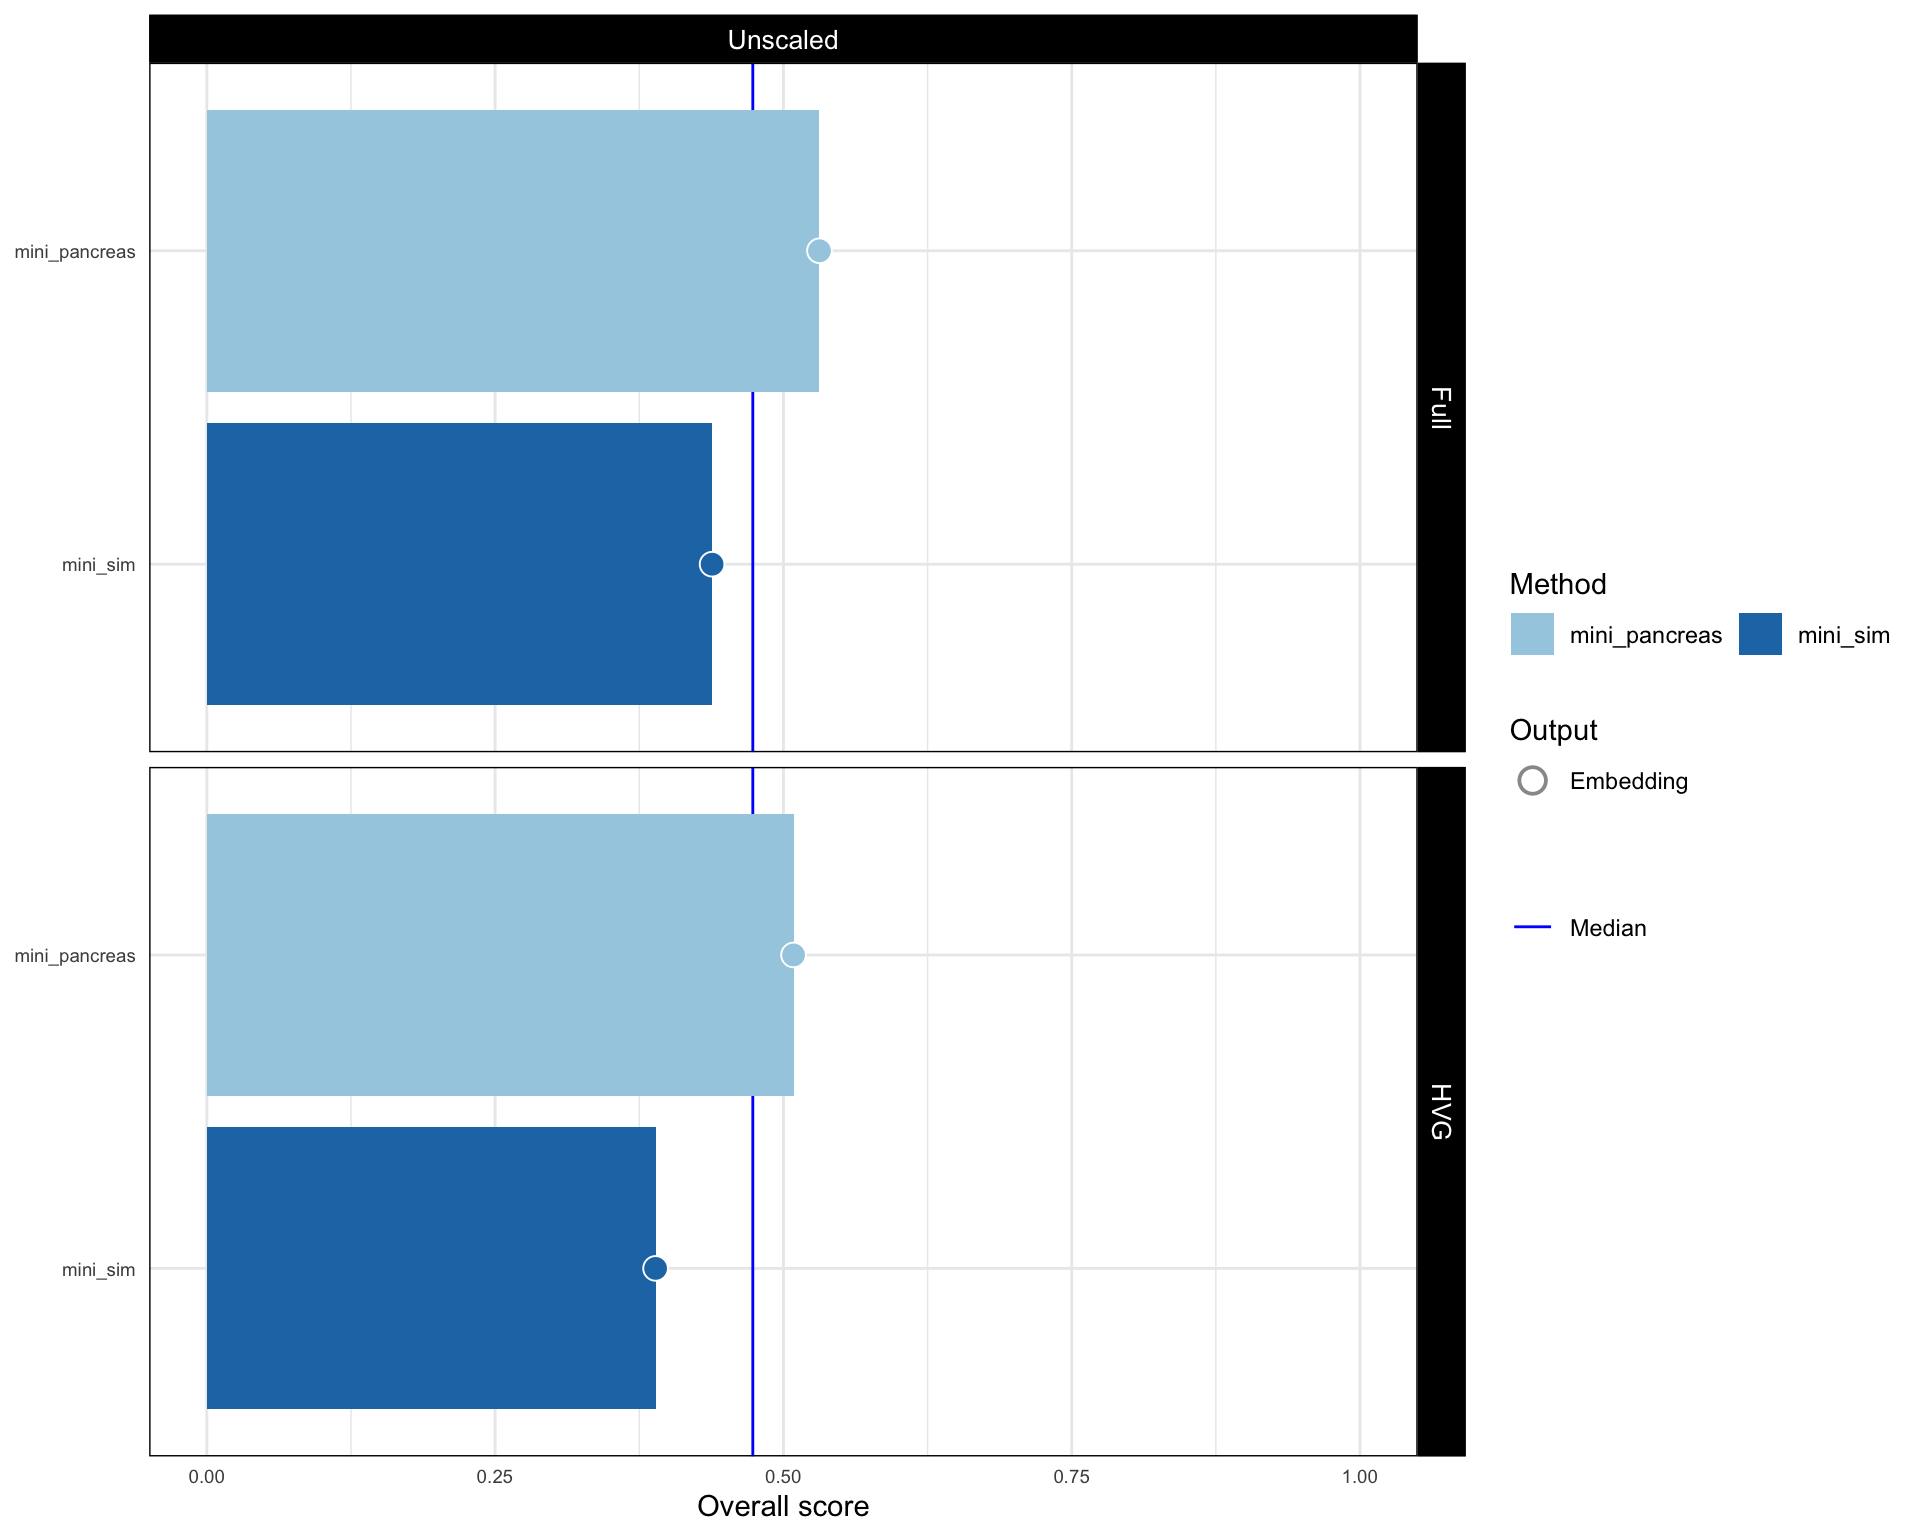 Unscaled
mini_pancreas
mini_sim
Full
mini_pancreas
mini_sim
HVG
0.00 0.25 0.50 0.75 1.00
Overall score
Method
mini_pancreas mini_sim
Output
Embedding
Median